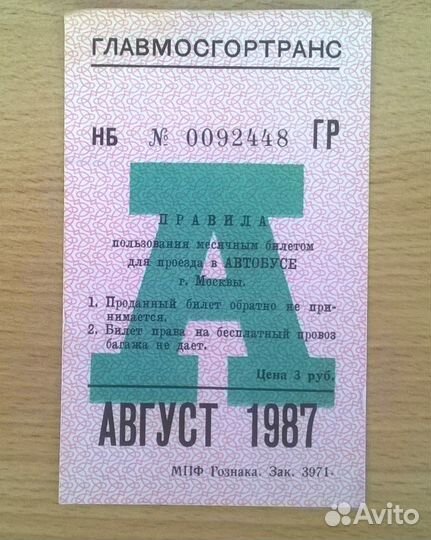 ГЛАВМОСГОРТРАНС
НБ № 0092448 ГР
А
ПРАВИЛА
пользования месячным билетом
для проезда в АВТОБУСЕ
г. Москвы.
1. Проданный билет обратно не при-
нимается.
2. Билет права на бесплатный провоз
багажа не дает.
Цена 3 руб.
АВГУСТ 1987
МПФ Гознака. Зак. 3971-
Avito